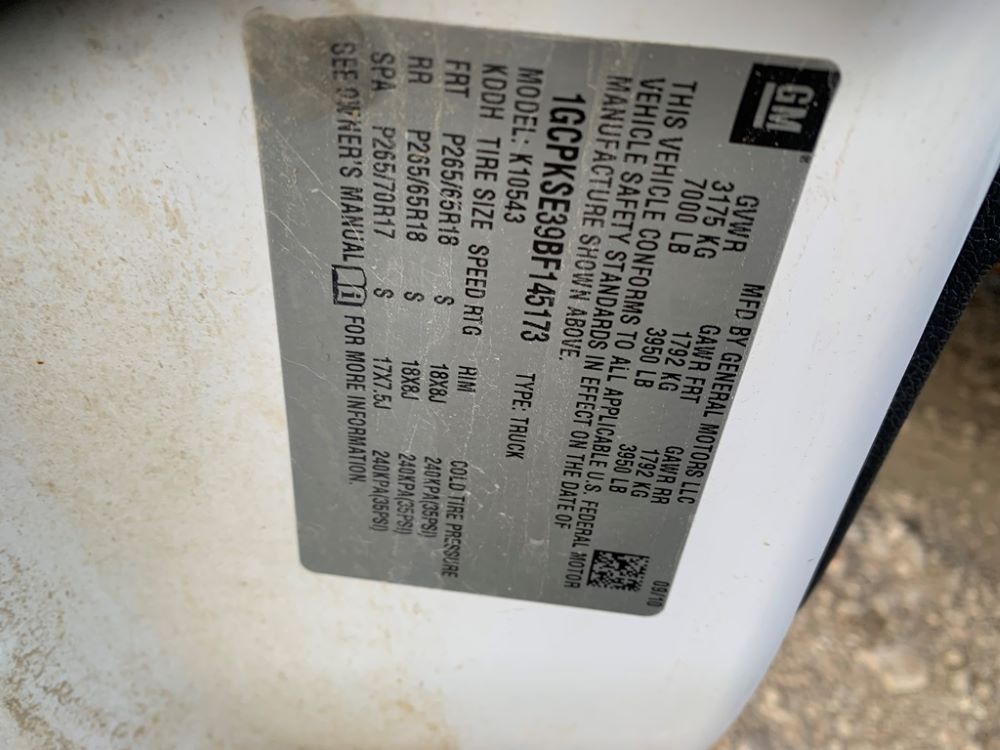 GM
MFD BY GENERAL MOTORS LLC 09/10
GVWR GAWR FRT GAWR RR
3175 KG 1792 KG 1792 KG
7000 LB 3950 LB 3950 LB
THIS VEHICLE CONFORMS TO ALL APPLICABLE U.S. FEDERAL MOTOR
VEHICLE SAFETY STANDARDS IN EFFECT ON THE DATE OF
MANUFACTURE SHOWN ABOVE.
1GCPKSE39BF145173 TYPE: TRUCK
MODEL: K10543
KDDH TIRE SIZE SPEED RTG RIM COLD TIRE PRESSURE
FRT P265/65R18 S 18X8J 240KPA(35PSI)
RR P265/65R18 S 18X8J 240KPA(35PSI)
SPA P265/70R17 S 17X7.5J 240KPA(35PSI)
SEE OWNER'S MANUAL FOR MORE INFORMATION.